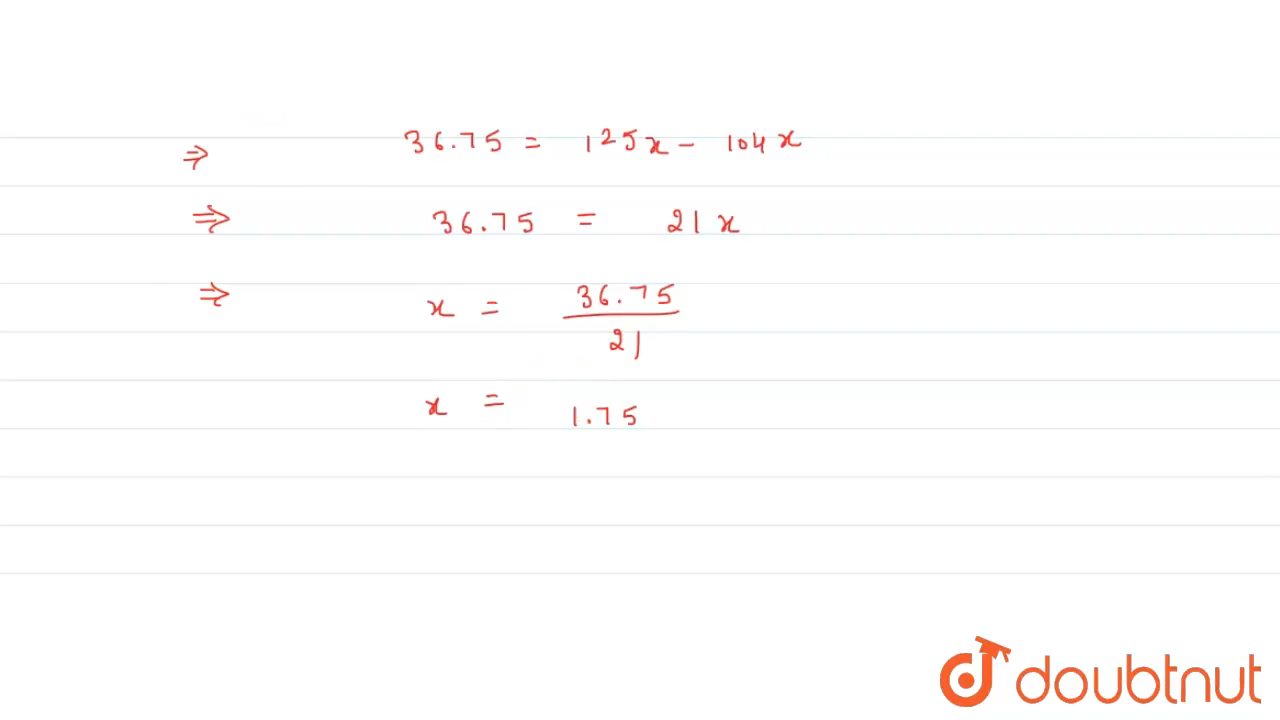 ⇒ 36.75 = 125x - 104x
⇒ 36.75 = 21x
⇒ x = 36.75
21
x = 1.75
doubtnut